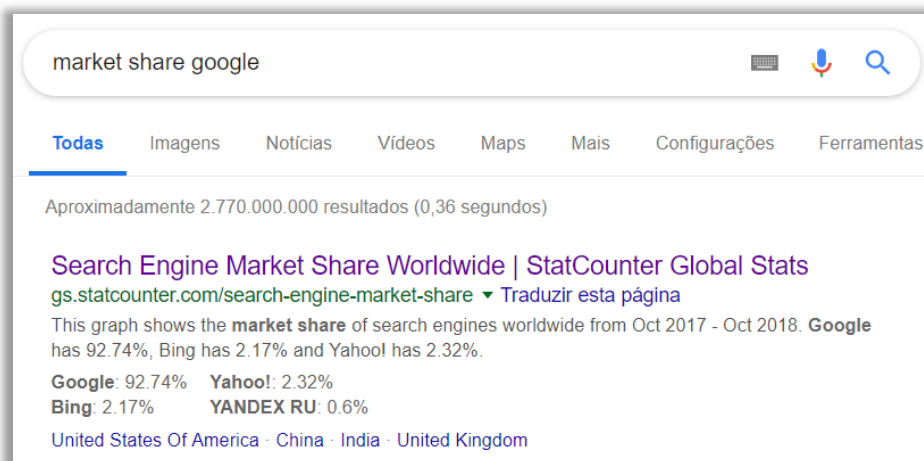 market share google
Todas Imagens Notícias Vídeos Maps Mais Configurações Ferramentas
Aproximadamente 2.770.000.000 resultados (0,36 segundos)
Search Engine Market Share Worldwide | StatCounter Global Stats
gs.statcounter.com/search-engine-market-share ▼ Traduzir esta página
This graph shows the market share of search engines worldwide from Oct 2017 - Oct 2018. Google
has 92.74%, Bing has 2.17% and Yahoo! has 2.32%.
Google: 92.74% Yahoo!: 2.32%
Bing: 2.17% YANDEX RU: 0.6%
United States Of America · China · India · United Kingdom